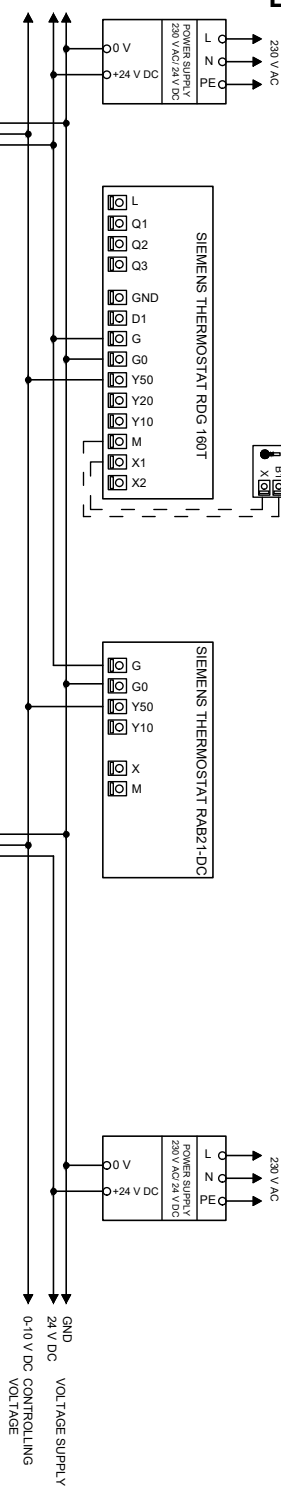 0 V
+24 V DC
POWER SUPPLY
230 V AC/ 24 V DC
L
N
PE
230 V AC
L
Q1
Q2
Q3
GND
D1
G
G0
Y50
Y20
Y10
M
X1
X2
SIEMENS THERMOSTAT RDG 160T
B1
X
G
G0
Y50
Y10
X
M
SIEMENS THERMOSTAT RAB21-DC
0 V
+24 V DC
POWER SUPPLY
230 V AC/ 24 V DC
L
N
PE
230 V AC
GND
24 V DC
VOLTAGE SUPPLY
0-10 V DC CONTROLLING
VOLTAGE